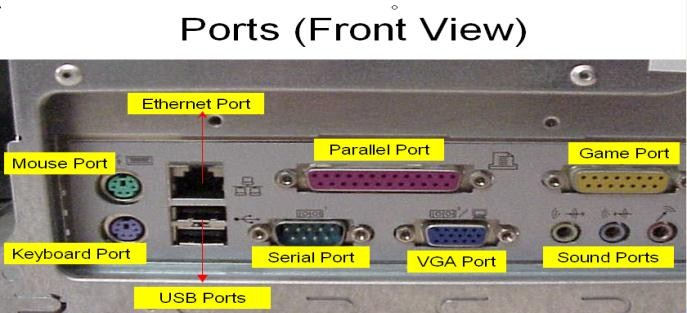 Ports (Front View)
Ethernet Port
Mouse Port
Parallel Port
Game Port
Keyboard Port
Serial Port
VGA Port
Sound Ports
USB Ports